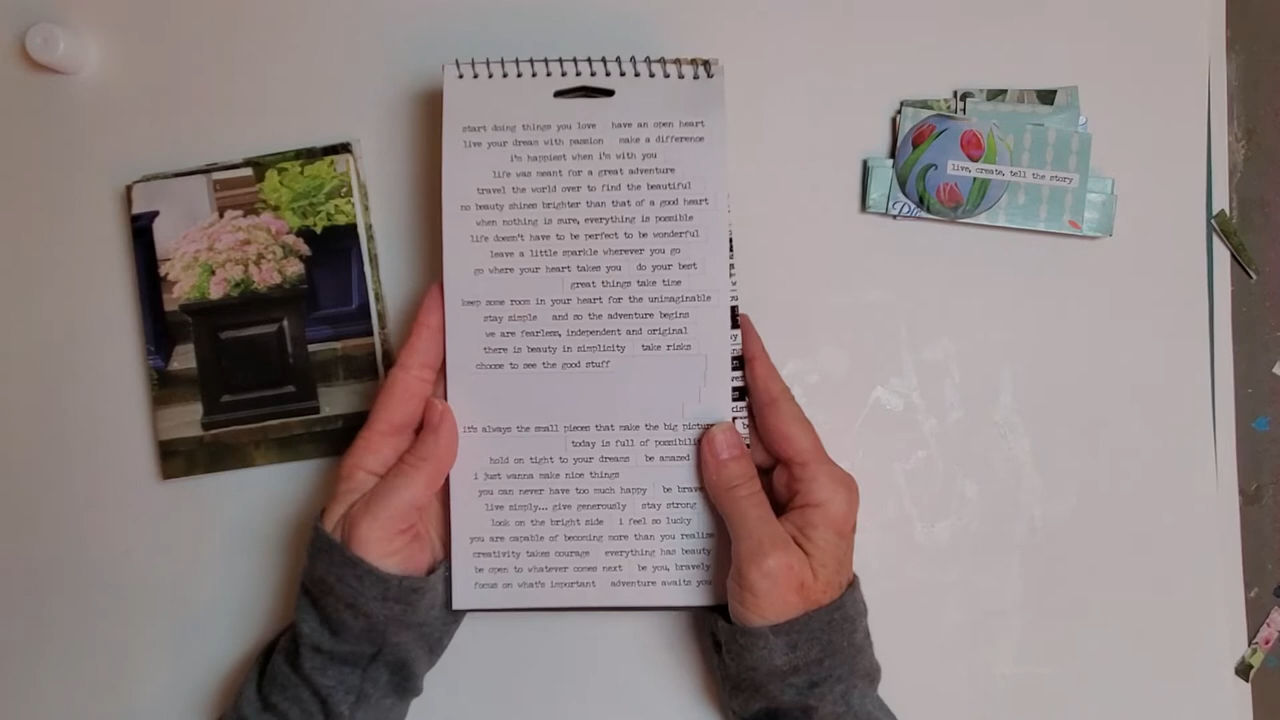 start doing things you love have an open heart
live your dream with passion make a difference
i'm happiest when i'm with you
life was meant for a great adventure
travel the world over to find the beautiful
no beauty shines brighter than that of a good heart
when nothing is sure, everything is possible
life doesn't have to be perfect to be wonderful
leave a little sparkle wherever you go
go where your heart takes you do your best
great things take time
keep some room in your heart for the unimaginable
stay simple and so the adventure begins
we are fearless, independent and original
there is beauty in simplicity take risks
choose to see the good stuff
it's always the small pieces that make the big picture
today is full of possibili
hold on tight to your dreams be amazed
i just wanna make nice things
you can never have too much happy be brave
live simply... give generously stay strong
look on the bright side i feel so lucky
you are capable of becoming more than you realize
creativity takes courage everything has beauty
be open to whatever comes next be you, bravely
focus on what's important adventure awaits you
live, create, tell the story